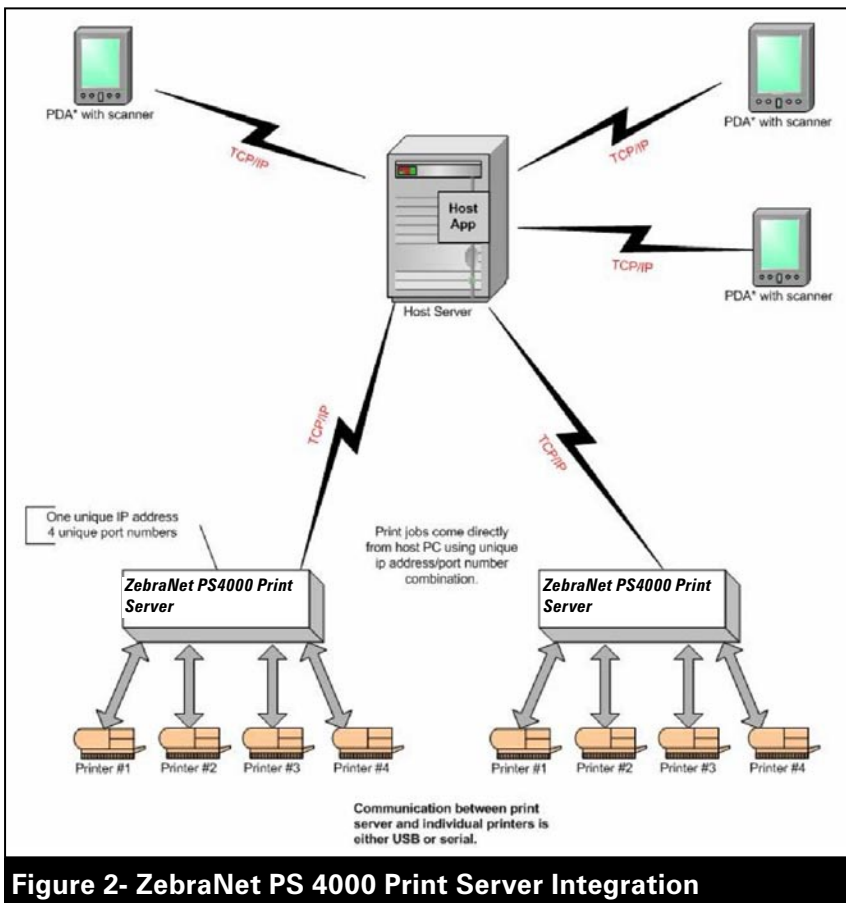 PDA* with scanner
PDA* with scanner
TCP/IP
TCP/IP
Host
App
TCP/IP
PDA* with scanner
Host Server
TCP/IP
TCP/IP
One unique IP address
4 unique port numbers
Print jobs come directly
from host PC using unique
ip address/port number
combination.
ZebraNet PS4000 Print
Server
ZebraNet PS4000 Print
Server
Printer #1
Printer #2
Printer #3
Printer #4
Printer #1
Printer #2
Printer #3
Printer #4
Communication between print
server and individual printers is
either USB or serial.
Figure 2- ZebraNet PS 4000 Print Server Integration